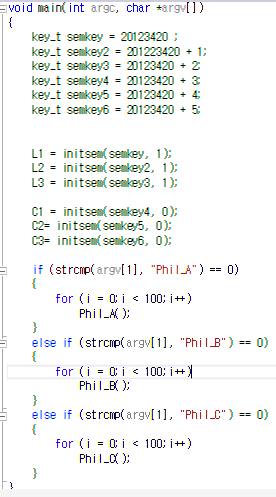 void main(int argc, char *argv[])
{
key_t semkey = 20123420 ;
key_t semkey2 = 201223420 + 1;
key_t semkey3 = 20123420 + 2;
key_t semkey4 = 20123420 + 3;
key_t semkey5 = 20123420 + 4;
key_t semkey6 = 20123420 + 5;
L1 = initsem(semkey, 1);
L2 = initsem(semkey2, 1);
L3 = initsem(semkey3, 1);
C1 = initsem(semkey4, 0);
C2= initsem(semkey5, 0);
C3= initsem(semkey6, 0);
if (strcmp(argv[1], "Phil_A") == 0)
{
for (i = 0;i < 100;i++)
Phil_A();
}
else if (strcmp(argv[1], "Phil_B") == 0)
{
for (i = 0;i < 100;i++)
Phil_B();
}
else if (strcmp(argv[1], "Phil_C") == 0)
{
for (i = 0;i < 100;i++)
Phil_C();
}
}